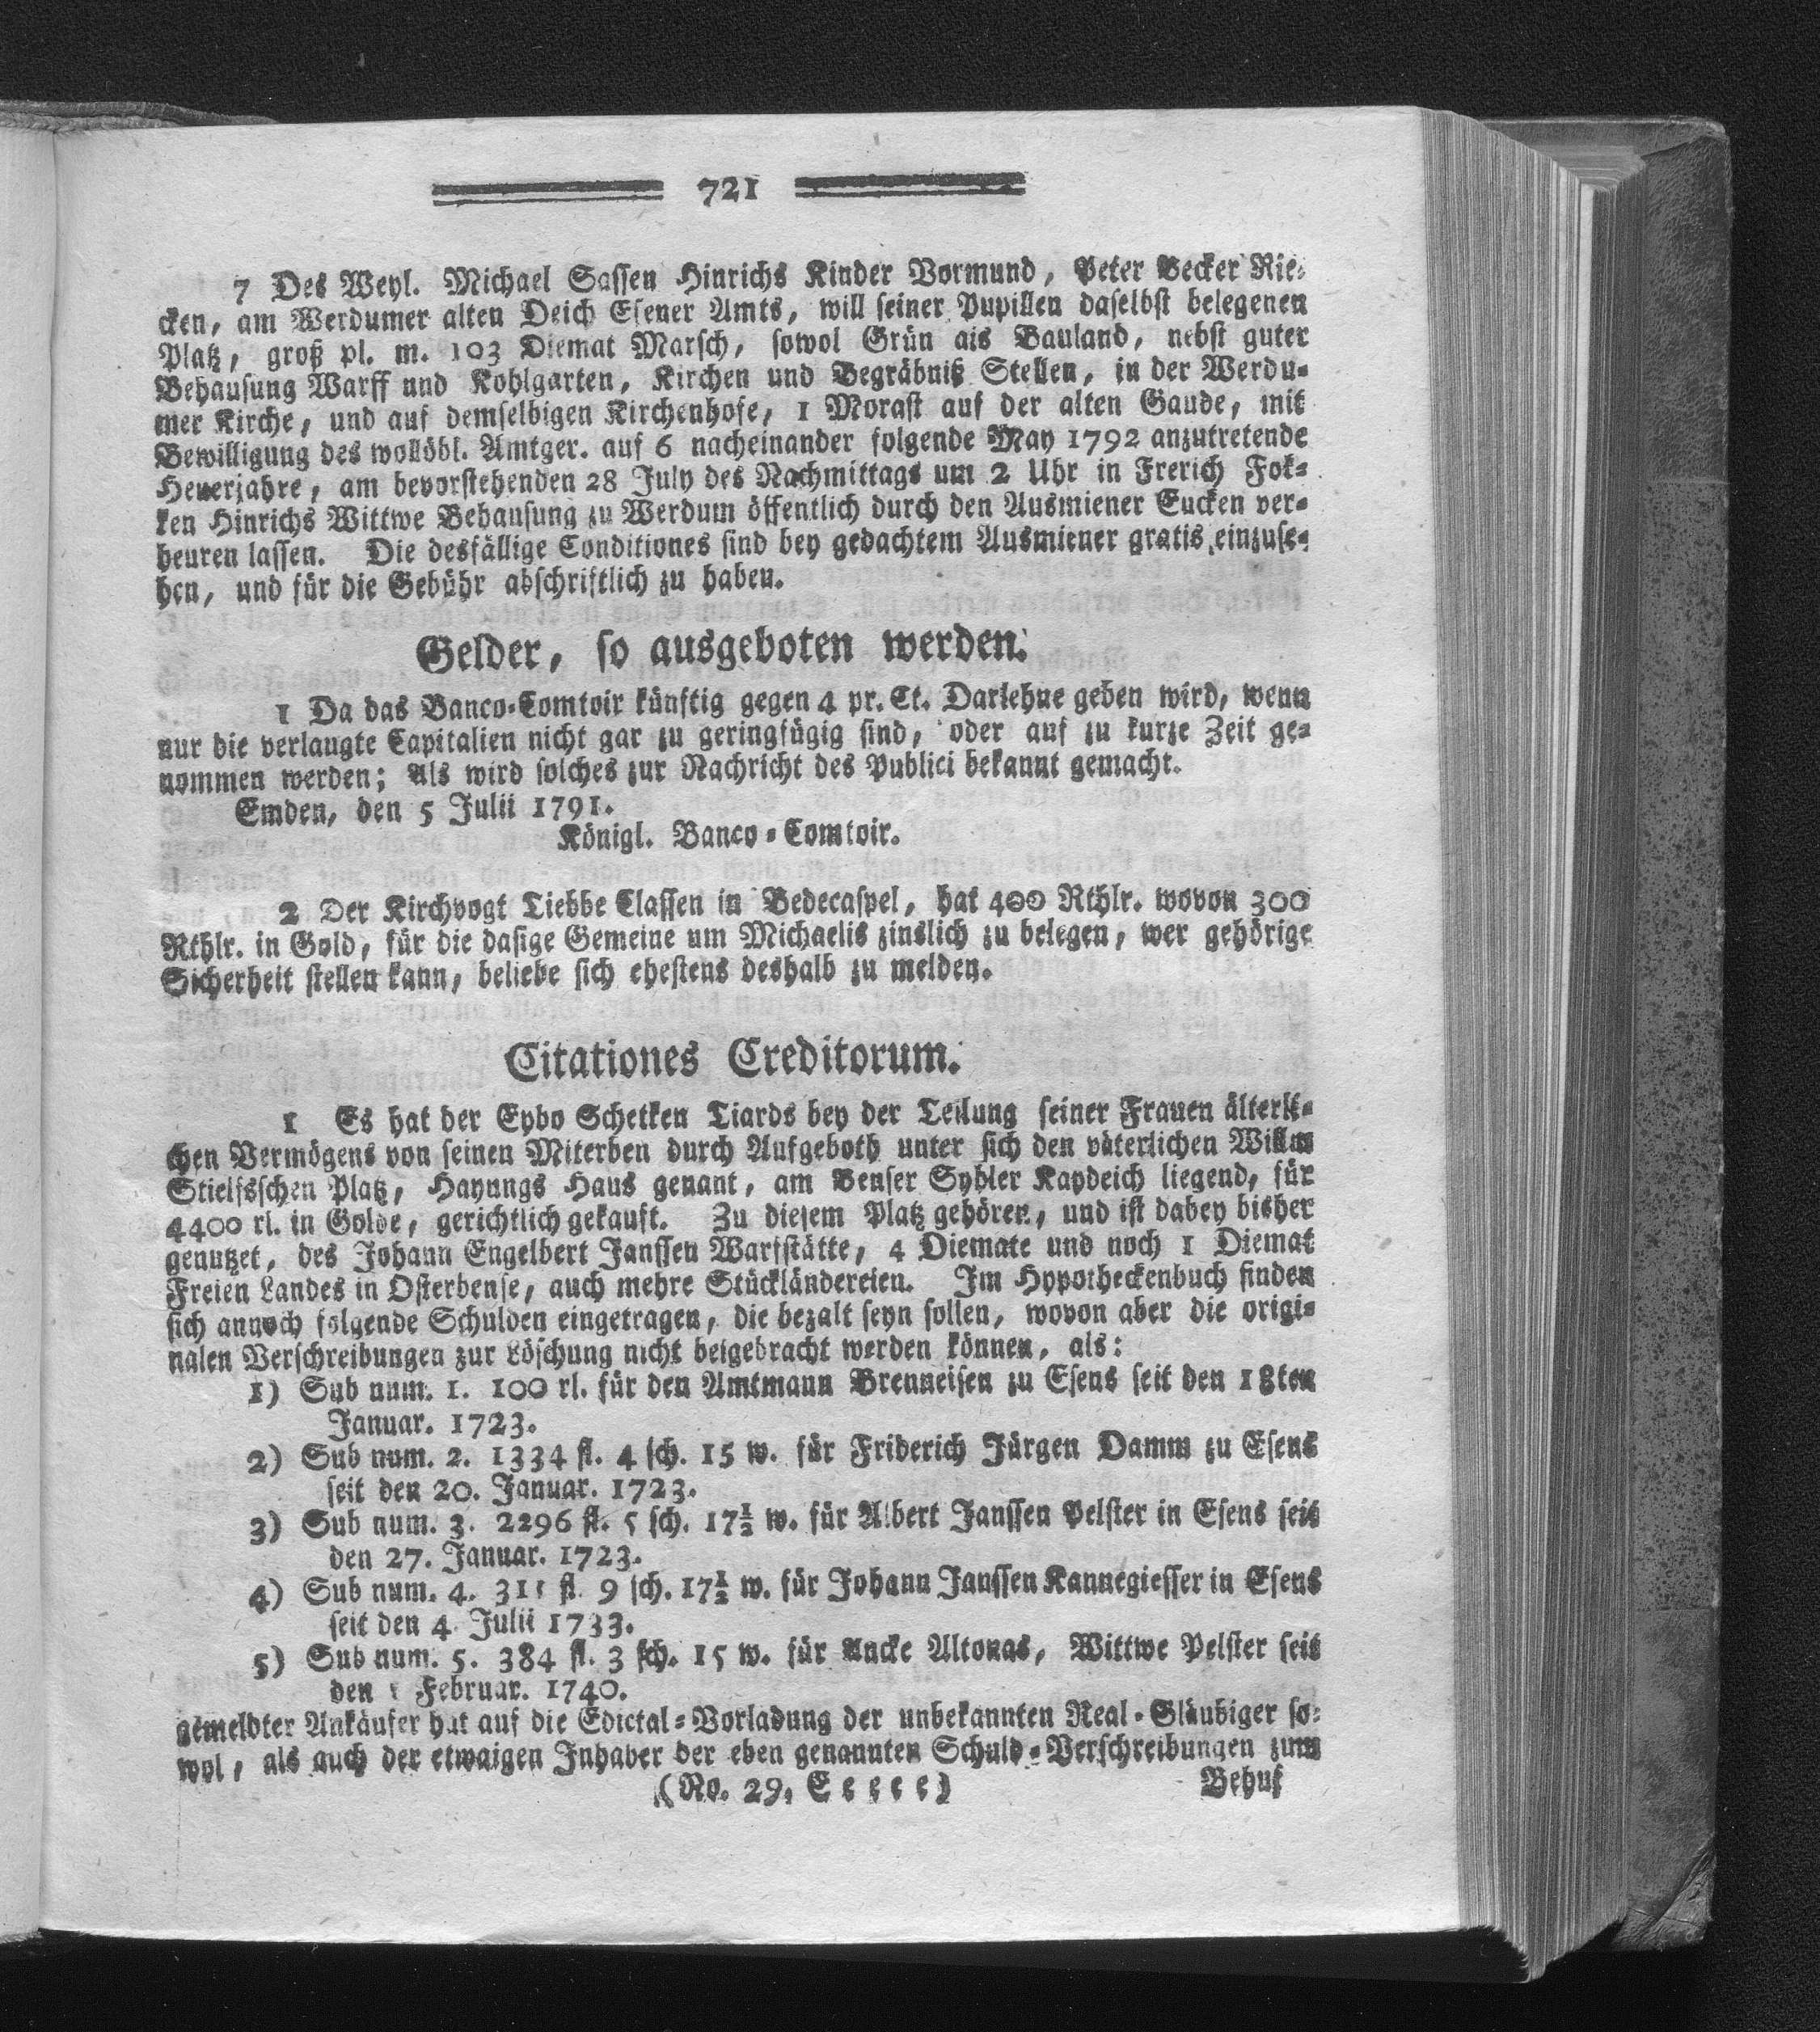 721
7 Des Weyl. Michael Sassen Hinrichs Kinder Vormund, Peter Becker Rie-
cken, am Werdumer alten Deich Esener Amts, will seiner Pupillen daselbst belegenen
Platz, groß pl. m. 103 Diemat Marsch, sowol Grün als Bauland, nebst guter
Behausung Warff und Kohlgarten, Kirchen und Begräbniß Stellen, in der Werdu-
mer Kirche, und auf demselbigen Kirchenhofe, 1 Morast auf der alten Gaude, mit
Bewilligung des wollöbl. Amtger. auf 6 nacheinander folgende May 1792 anzutretende
Heuerjahre, am bevorstehenden 28 July des Nachmittags um 2 Uhr in Frerich Fok-
ken Hinrichs Wittwe Behausung zu Werdum öffentlich durch den Ausmiener Eucken ver-
heuren lassen. Die desfällige Conditiones sind bey gedachtem Ausmiener gratis einzuse-
hen, und für die Gebühr abschriftlich zu haben.
Gelder, so ausgeboten werden.
1 Da das Banco-Comtoir künftig gegen 4 pr. Ct. Darlehne geben wird, wenn
nur die verlangte Capitalien nicht gar zu geringfügig sind, oder auf zu kurze Zeit ge-
nommen werden; Als wird solches zur Nachricht des Publici bekannt gemacht.
Emden, den 5 Julii 1791.
Königl. Banco-Comtoir.
2 Der Kirchvogt Tiebbe Classen in Bedecaspel, hat 400 Rthlr. wovon 300
Rthlr. in Gold, für die dasige Gemeine um Michaelis zinslich zu belegen, wer gehörige
Sicherheit stellen kann, beliebe sich ehestens deshalb zu melden.
Citationes Creditorum.
1 Es hat der Eybo Schetken Tiards bey der Teilung seiner Frauen älterli-
chen Vermögens von seinen Miterben durch Aufgeboth unter sich den väterlichen Willm
Stielfsschen Platz, Hayungs Haus genant, am Benser Syhler Kaydeich liegend, für
4400 rl. in Golde, gerichtlich gekauft. Zu diesem Platz gehören, und ist dabey bisher
genutzet, des Johann Engelbert Janssen Warfstätte, 4 Diemate und noch 1 Diemat
Freien Landes in Osterbense, auch mehre Stückländereien. Im Hypotheckenbuch finden
sich annoch folgende Schulden eingetragen, die bezalt seyn sollen, wovon aber die origi-
nalen Verschreibungen zur Löschung nicht beigebracht werden können, als:
1) Sub num. 1. 100 rl. für den Amtmann Brenneisen zu Esens seit den 18ten
Januar. 1723.
2) Sub num. 2. 1334 fl. 4 sch. 15 w. für Friderich Jürgen Damm zu Esens
seit den 20. Januar. 1723.
3) Sub num. 3. 2296 fl. 5 sch. 17½ w. für Albert Janssen Pelster in Esens seit
den 27. Januar. 1723.
4) Sub num. 4. 311 fl. 9 sch. 17½ w. für Johann Janssen Kannegiesser in Esens
seit den 4. Julii 1733.
5) Sub num. 5. 384 fl. 3 sch. 15 w. für Ancke Altonas, Wittwe Pelster seit
den Februar. 1740.
gemeldter Ankäufer hat auf die Edictal-Vorladung der unbekannten Real-Gläubiger so-
wol, als auch der etwaigen Inhaber der eben genannten Schuld-Verschreibungen zum
(No. 29. Eeeee)
Behuf